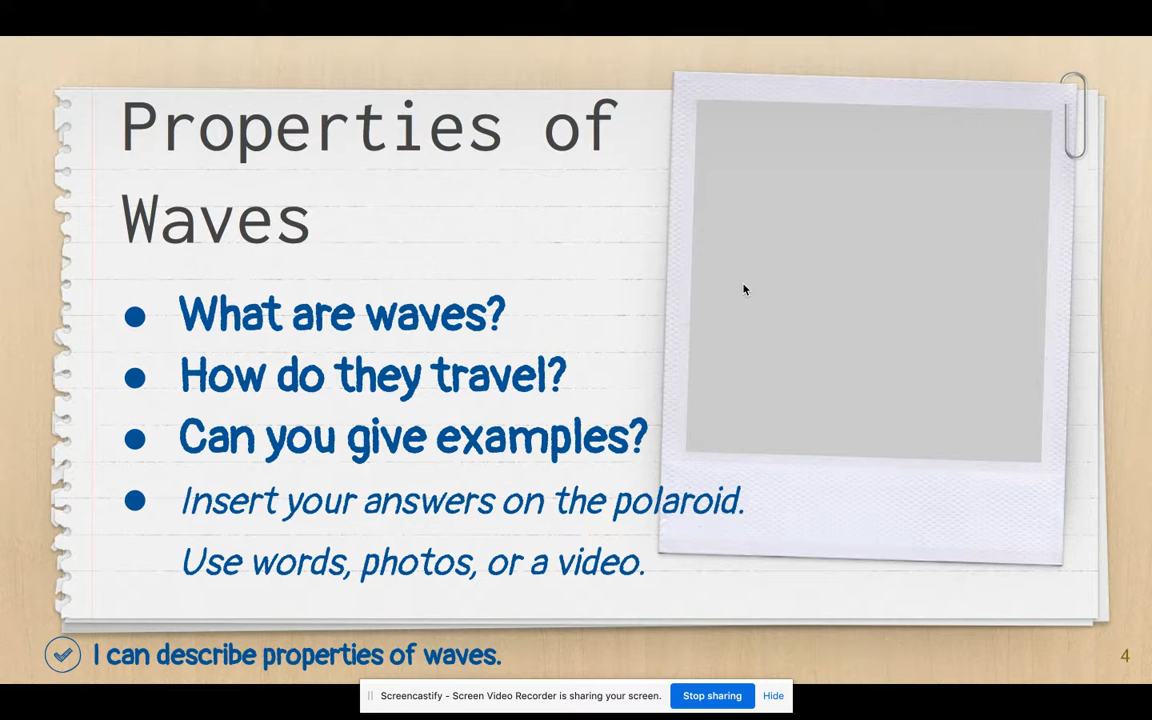 Properties of
Waves
● What are waves?
● How do they travel?
● Can you give examples?
● Insert your answers on the polaroid.
Use words, photos, or a video.
I can describe properties of waves.
4
Screencastify - Screen Video Recorder is sharing your screen. Stop sharing Hide